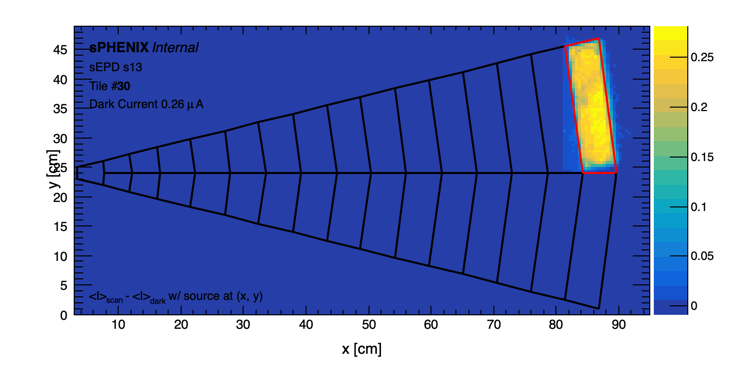 sPHENIX Internal
sEPD s13
Tile #30
Dark Current 0.26 μA
<I>scan - <I>dark w/ source at (x, y)
y [cm]
45
40
35
30
25
20
15
10
5
0
10 20 30 40 50 60 70 80 90
x [cm]
0.25
0.2
0.15
0.1
0.05
0